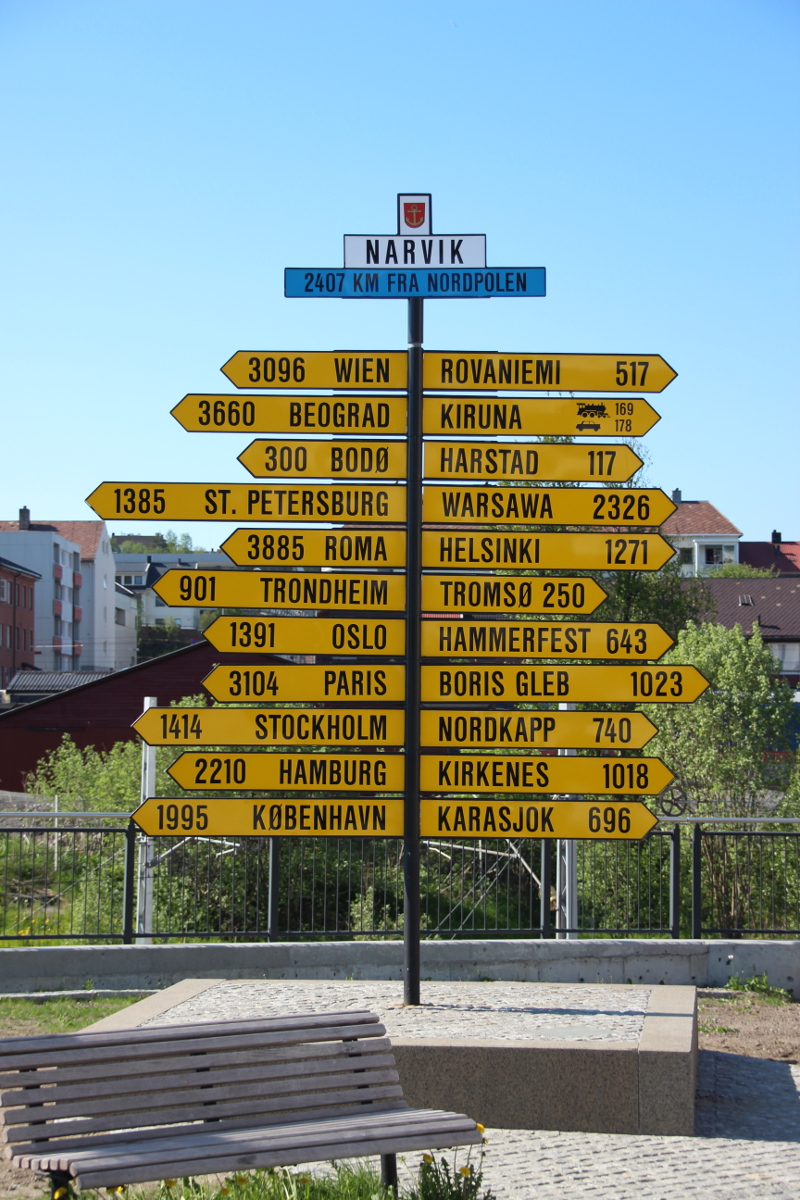 NARVIK
2407 KM FRA NORDPOLEN
3096 WIEN
ROVANIEMI 517
3660 BEOGRAD
KIRUNA 169
178
300 BODØ
HARSTAD 117
1385 ST. PETERSBURG
WARSAWA 2326
3885 ROMA
HELSINKI 1271
901 TRONDHEIM
TROMSØ 250
1391 OSLO
HAMMERFEST 643
3104 PARIS
BORIS GLEB 1023
1414 STOCKHOLM
NORDKAPP 740
2210 HAMBURG
KIRKENES 1018
1995 KØBENHAVN
KARASJOK 696